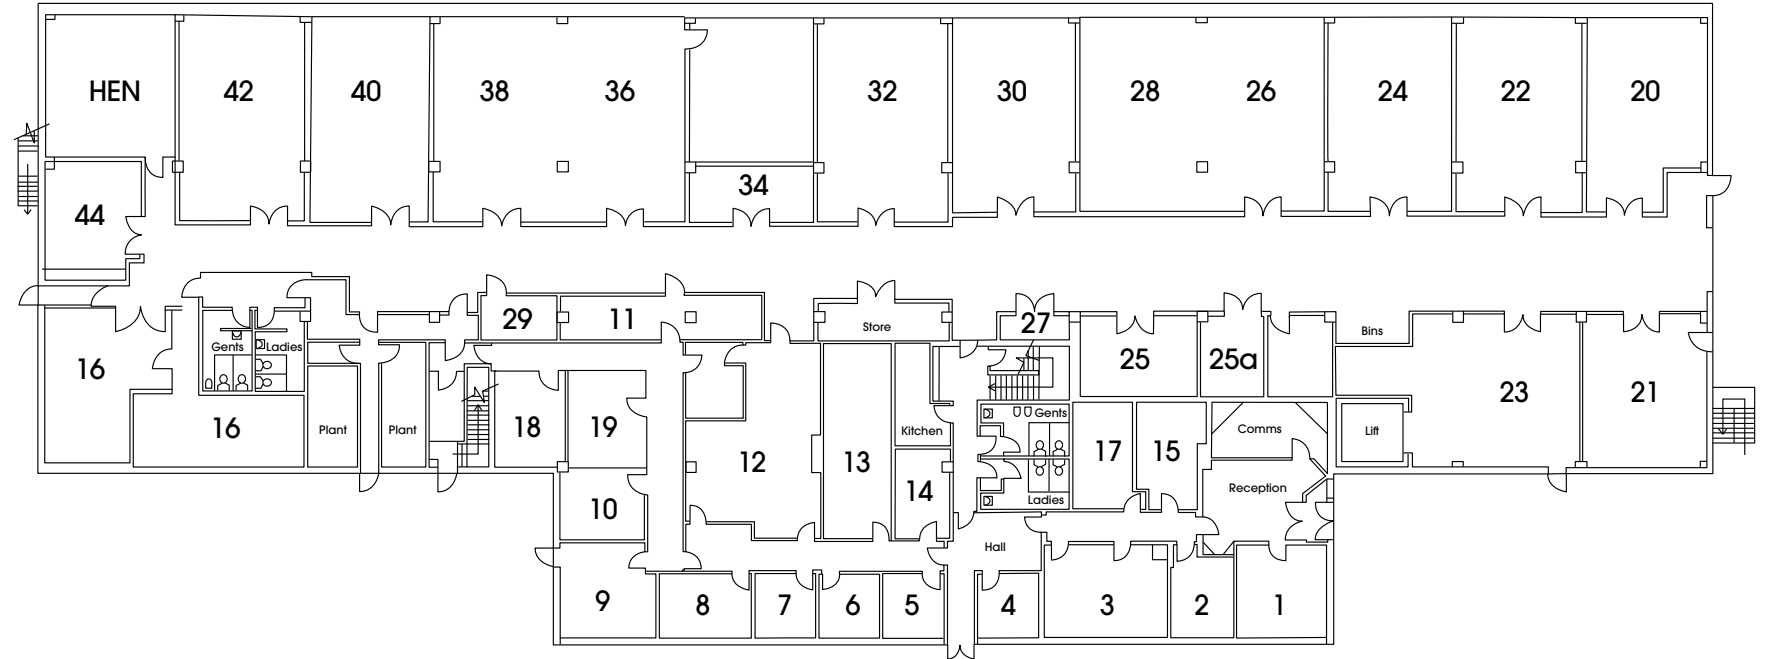 HEN 42 40 38 36 32 30 28 26 24 22 20
34
44
29 11 Store 27 Bins
Gents Ladies
16 25 25a 23 21
16 Plant Plant 18 19 Kitchen Gents Comms Lift
12 13 17 15
14 Reception
10 Ladies
Hall
9 8 7 6 5 4 3 2 1